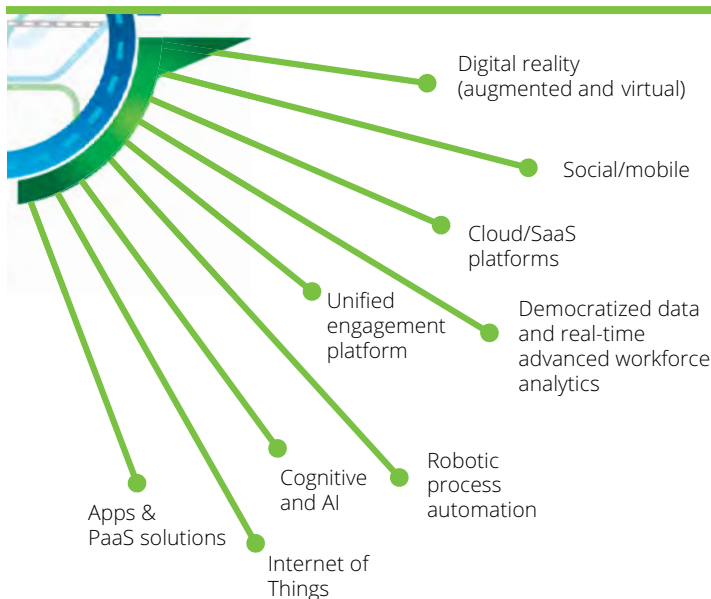 Digital reality
(augmented and virtual)
Social/mobile
Cloud/SaaS
platforms
Unified
engagement
platform
Democratized data
and real-time
advanced workforce
analytics
Robotic
process
automation
Cognitive
and AI
Apps &
PaaS solutions
Internet of
Things